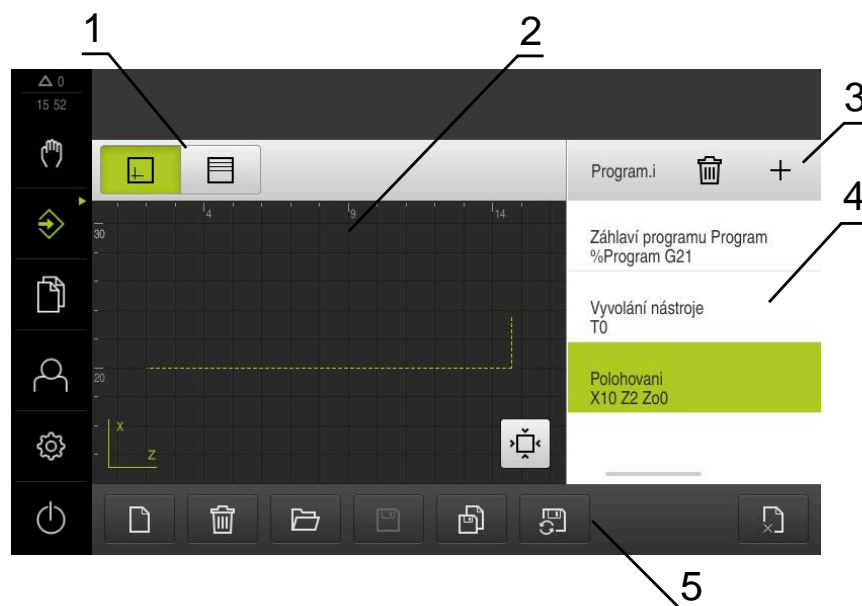 1
2
3
4
5
0
15 52
Program.i
4
9
14
30
20
X
Z
Záhlaví programu Program
%Program G21
Vyvolání nástroje
T0
Polohovani
X10 Z2 Zo0